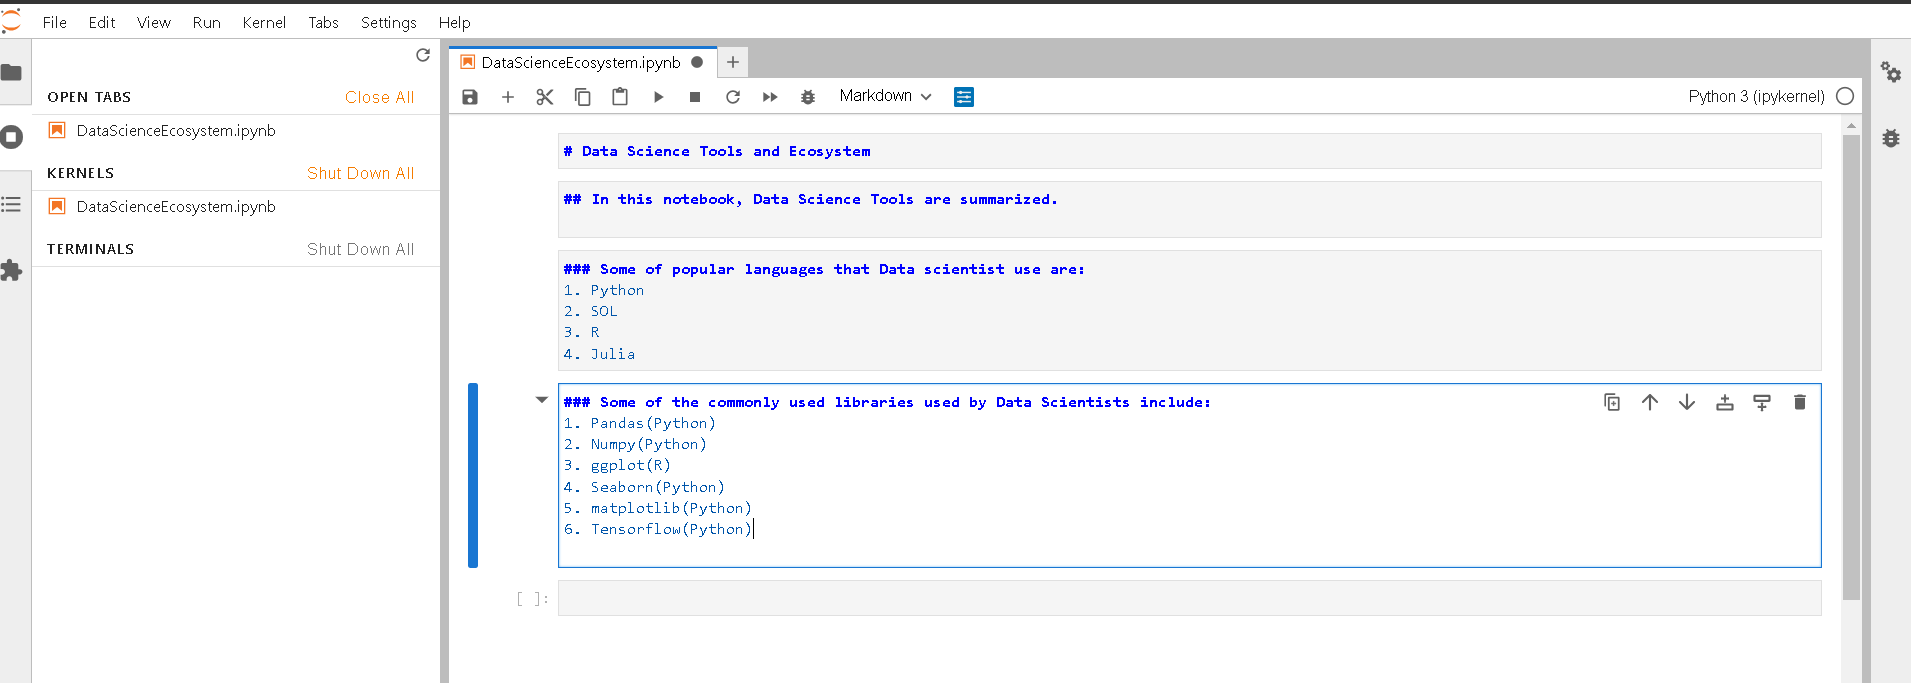 File Edit View Run Kernel Tabs Settings Help
OPEN TABS Close All
DataScienceEcosystem.ipynb
KERNELS Shut Down All
DataScienceEcosystem.ipynb
TERMINALS Shut Down All
DataScienceEcosystem.ipynb
Markdown
Python 3 (ipykernel)
# Data Science Tools and Ecosystem
## In this notebook, Data Science Tools are summarized.
### Some of popular languages that Data scientist use are:
1. Python
2. SOL
3. R
4. Julia
### Some of the commonly used libraries used by Data Scientists include:
1. Pandas(Python)
2. Numpy(Python)
3. ggplot(R)
4. Seaborn(Python)
5. matplotlib(Python)
6. Tensorflow(Python)
[ ]: